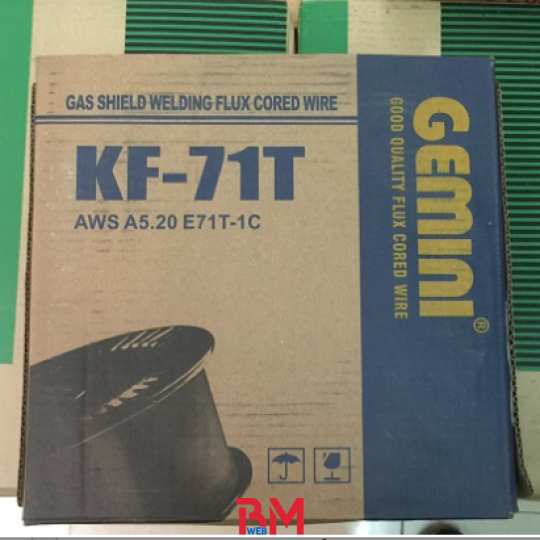 GAS SHIELD WELDING FLUX CORED WIRE
KF-71T
AWS A5.20 E71T-1C
GEMINI®
GOOD QUALITY FLUX CORED WIRE
BM
WEB